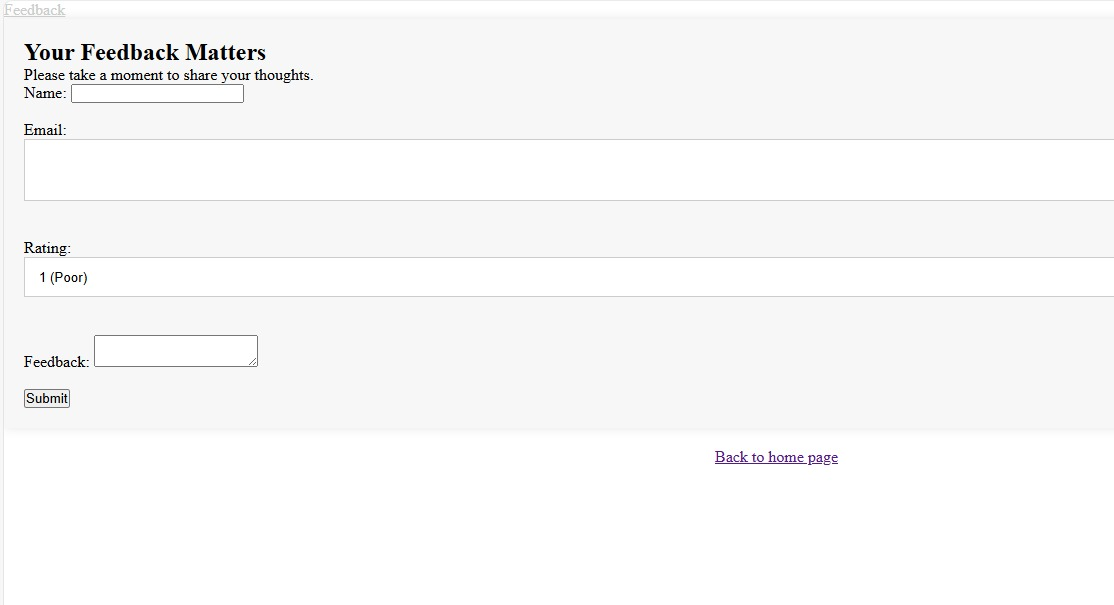 Feedback
Your Feedback Matters
Please take a moment to share your thoughts.
Name:
Email:
Rating:
1 (Poor)
Feedback:
Submit
Back to home page